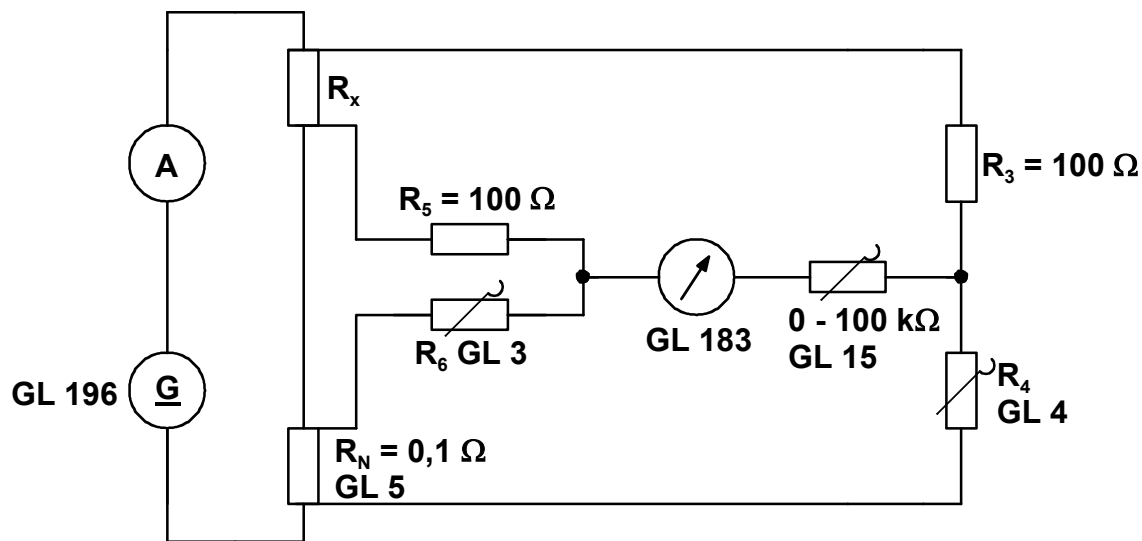 Rx
A
R3 = 100 Ω
R5 = 100 Ω
R6 GL 3
GL 183
0 - 100 kΩ
GL 15
GL 196
G
R4
GL 4
RN = 0,1 Ω
GL 5